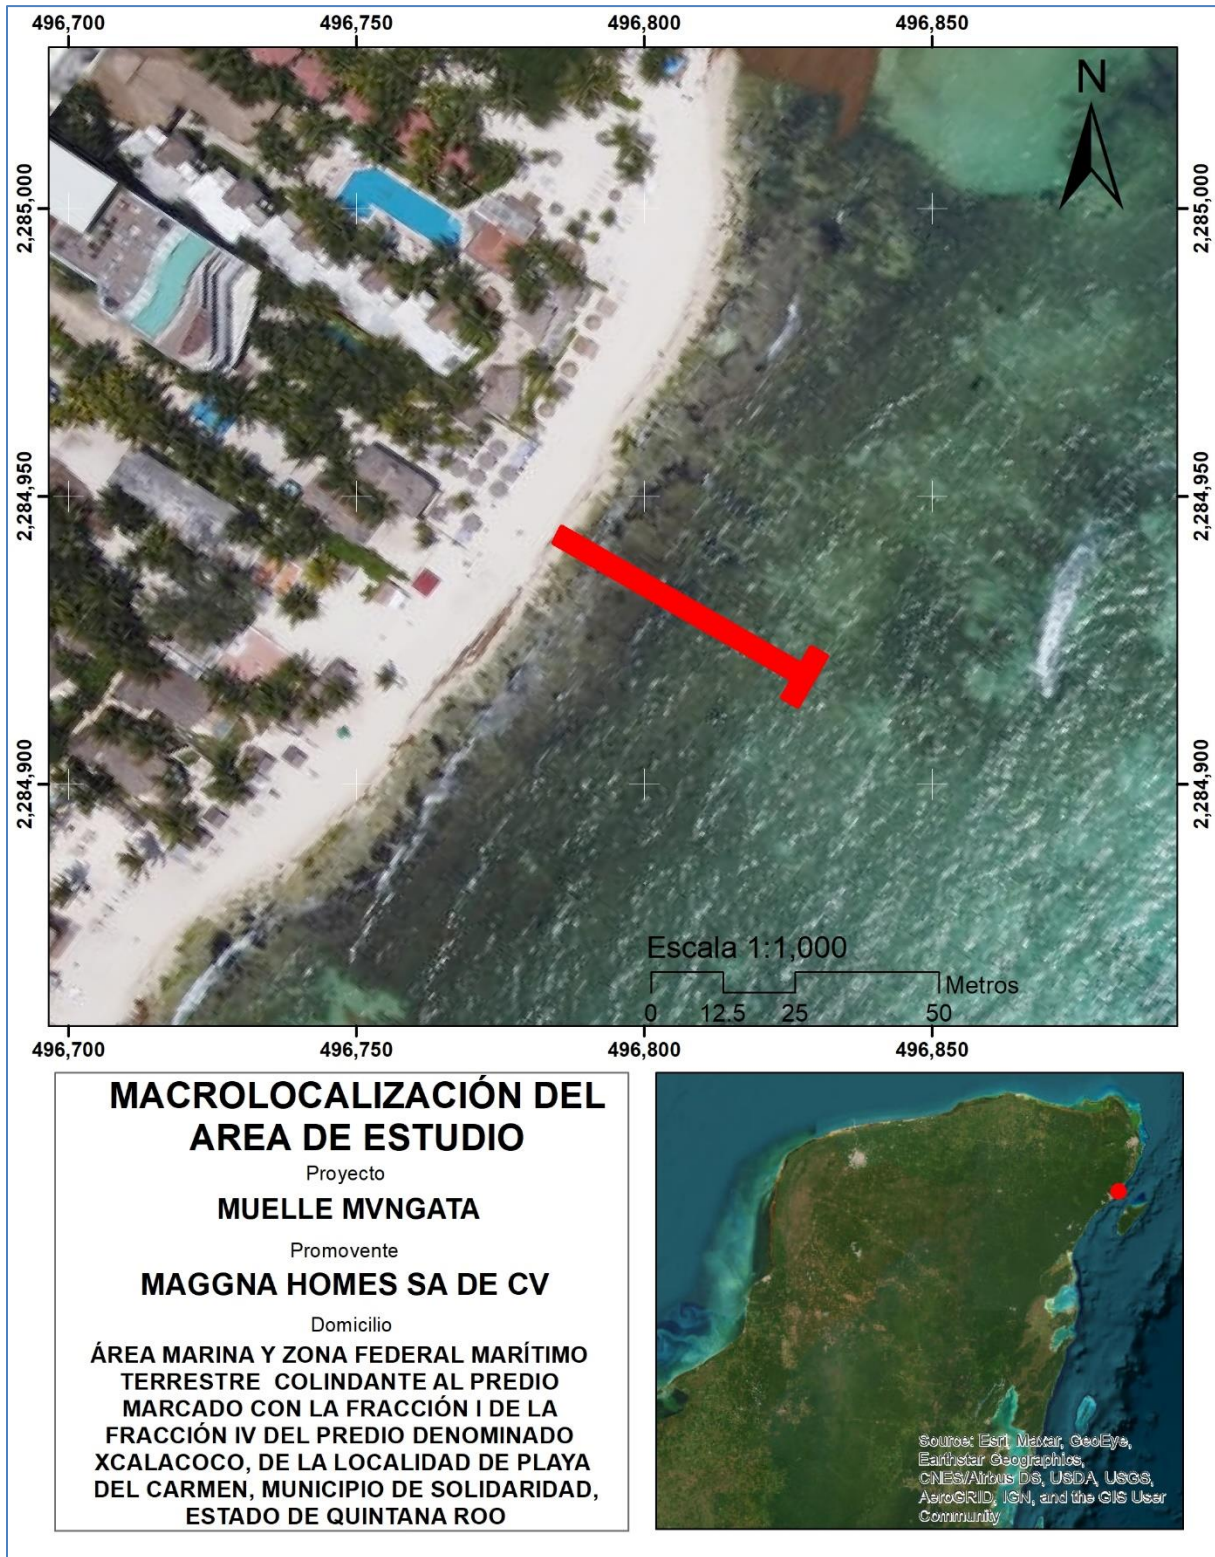 496,700 496,750 496,800 496,850
N
2,285,000 2,285,000
2,284,950 2,284,950
2,284,900 2,284,900
Escala 1:1,000
Metros
0 12.5 25 50
496,700 496,750 496,800 496,850
MACROLOCALIZACIÓN DEL
AREA DE ESTUDIO
Proyecto
MUELLE MVNGATA
Promovente
MAGGNA HOMES SA DE CV
Domicilio
ÁREA MARINA Y ZONA FEDERAL MARÍTIMO
TERRESTRE COLINDANTE AL PREDIO
MARCADO CON LA FRACCIÓN I DE LA
FRACCIÓN IV DEL PREDIO DENOMINADO
XCALACOCO, DE LA LOCALIDAD DE PLAYA
DEL CARMEN, MUNICIPIO DE SOLIDARIDAD,
ESTADO DE QUINTANA ROO
Source: Esri, Maxar, GeoEye,
Earthstar Geographics,
CNES/Airbus DS, USDA, USGS,
AeroGRID, IGN, and the GIS User
Community